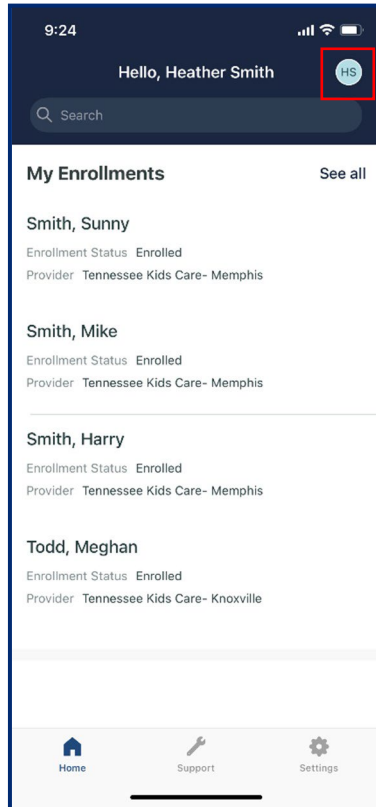 9:24
Hello, Heather Smith
HS
Search
My Enrollments
See all
Smith, Sunny
Enrollment Status Enrolled
Provider Tennessee Kids Care- Memphis
Smith, Mike
Enrollment Status Enrolled
Provider Tennessee Kids Care- Memphis
Smith, Harry
Enrollment Status Enrolled
Provider Tennessee Kids Care- Memphis
Todd, Meghan
Enrollment Status Enrolled
Provider Tennessee Kids Care- Knoxville
Home
Support
Settings